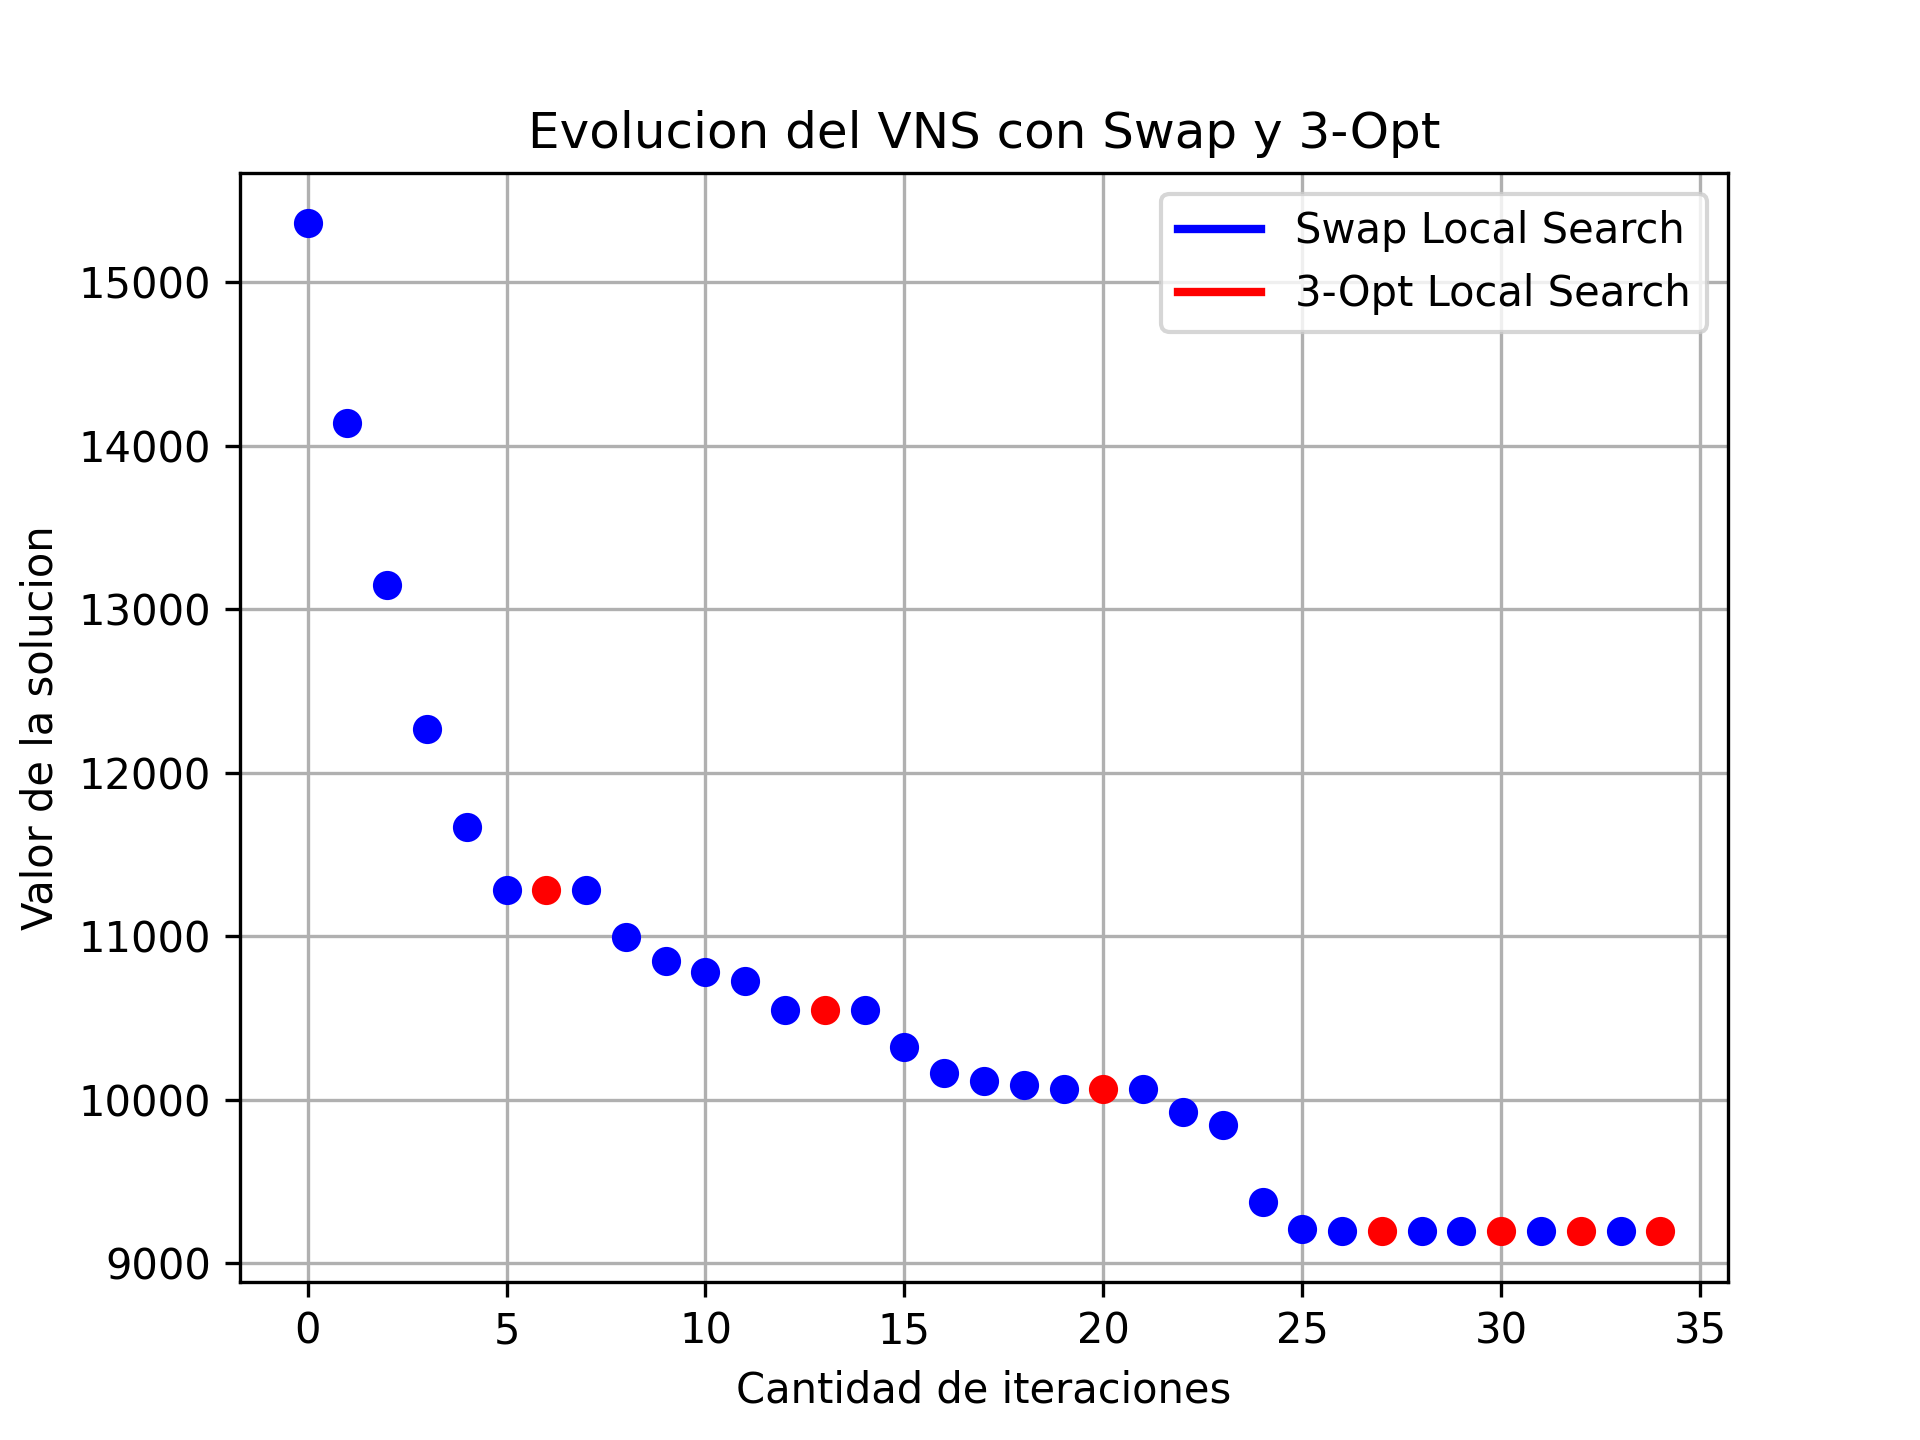 Evolucion del VNS con Swap y 3-Opt
Swap Local Search
3-Opt Local Search
Valor de la solucion
15000
14000
13000
12000
11000
10000
9000
0 5 10 15 20 25 30 35
Cantidad de iteraciones